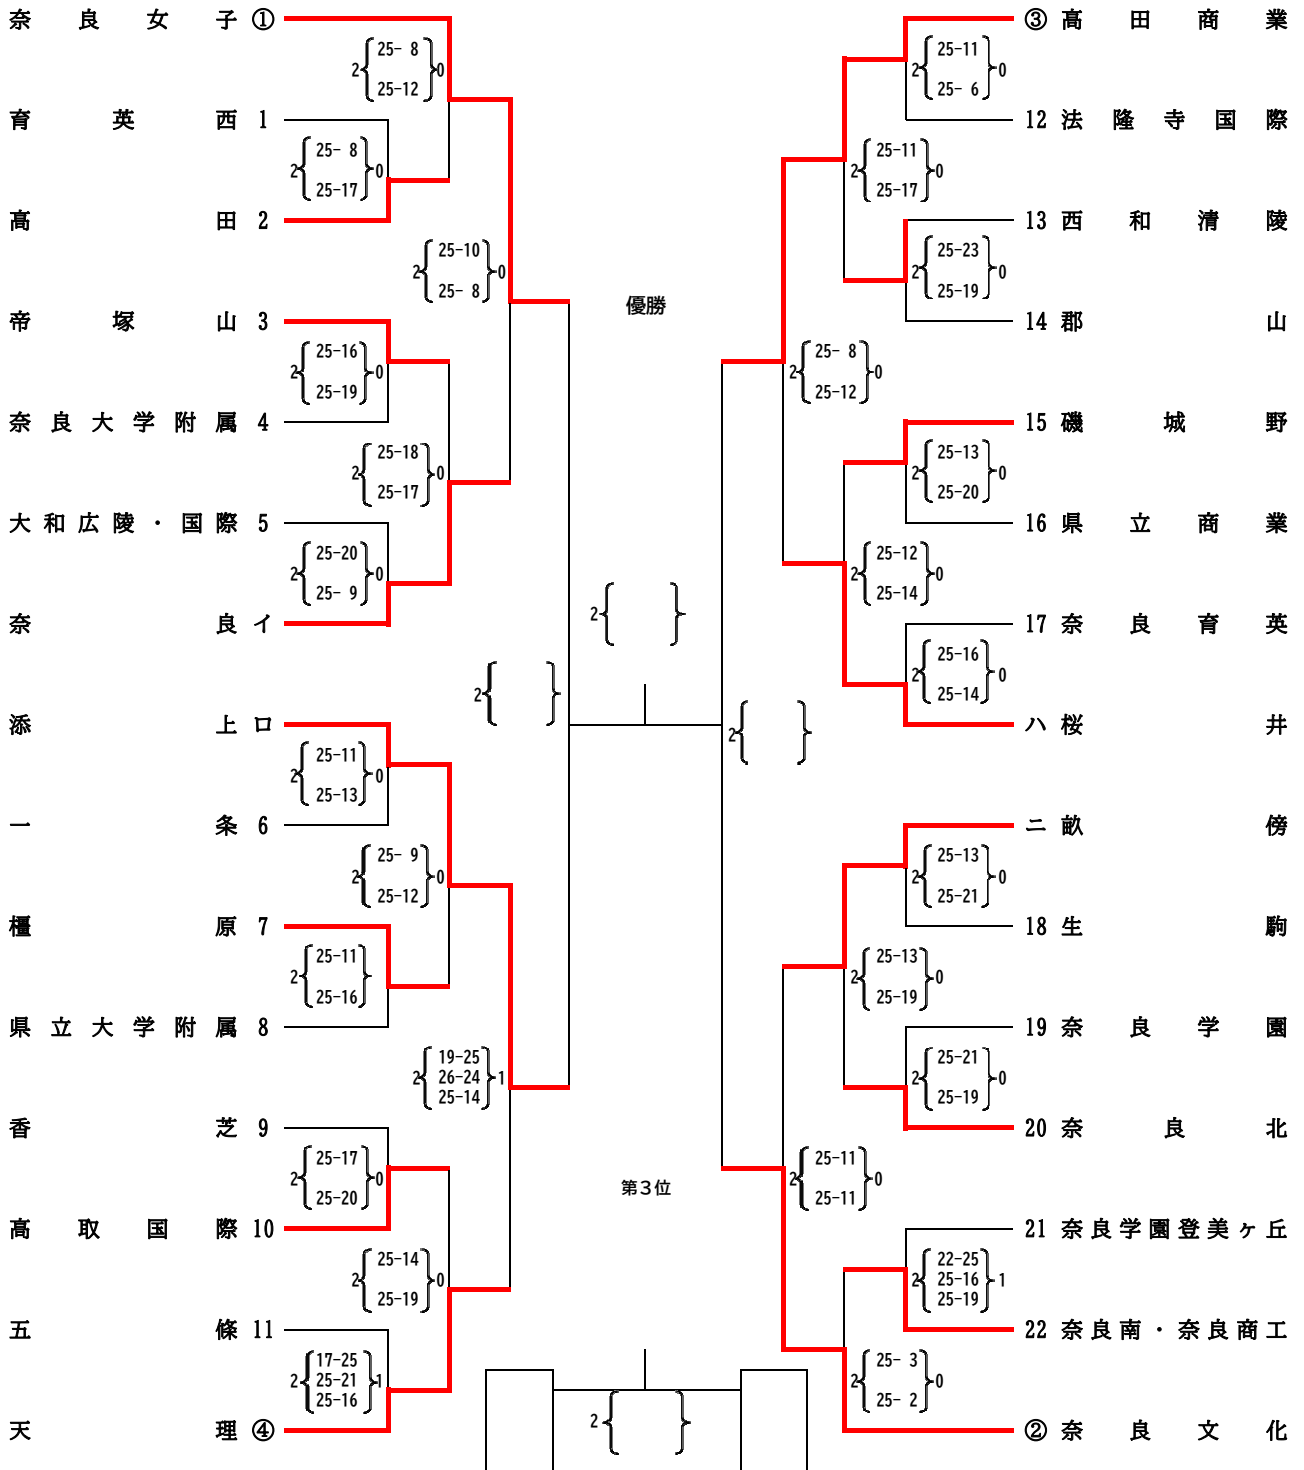 奈良女子 ①
2 25- 8 0
25-12
育英西 1
2 25- 8 0
25-17
高田 2
2 25-10 0
25- 8
帝塚山 3
2 25-16 0
25-19
奈良大学附属 4
2 25-18 0
25-17
大和広陵・国際 5
2 25-20 0
25- 9
奈良 イ
添上 ロ
2 25-11 0
25-13
一条 6
2 25- 9 0
25-12
橿原 7
2 25-11
25-16
県立大学附属 8
2 19-25 1
26-24
25-14
香芝 9
2 25-17 0
25-20
高取国際 10
2 25-14 0
25-19
五條 11
2 17-25 1
25-21
25-16
天理 ④
優勝
2
2
2
第3位
2
③ 高田商業
2 25-11 0
25- 6
12 法隆寺国際
2 25-11 0
25-17
13 西和清陵
2 25-23 0
25-19
14 郡山
2 25- 8 0
25-12
15 磯城野
2 25-13 0
25-20
16 県立商業
2 25-12 0
25-14
17 奈良育英
2 25-16 0
25-14
ハ 桜井
ニ 畝傍
2 25-13 0
25-21
18 生駒
2 25-13 0
25-19
19 奈良学園
2 25-21 0
25-19
20 奈良北
2 25-11 0
25-11
21 奈良学園登美ヶ丘
2 22-25 1
25-16
25-19
22 奈良南・奈良商工
2 25- 3 0
25- 2
② 奈良文化